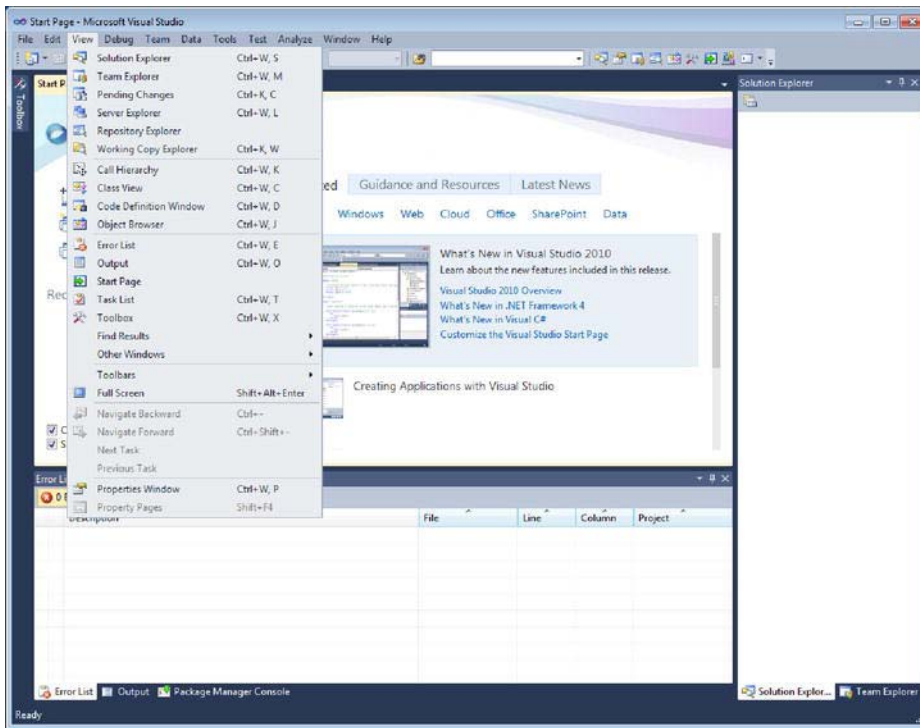 Start Page - Microsoft Visual Studio
File Edit View Debug Team Data Tools Test Analyze Window Help
Toolbox
Start P
Solution Explorer
Solution Explorer Ctrl+W, S
Team Explorer Ctrl+W, M
Pending Changes Ctrl+K, C
Server Explorer Ctrl+W, L
Repository Explorer
Working Copy Explorer Ctrl+K, W
Call Hierarchy Ctrl+W, K
Class View Ctrl+W, C
Code Definition Window Ctrl+W, D
Object Browser Ctrl+W, J
Error List Ctrl+W, E
Output Ctrl+W, O
Start Page
Task List Ctrl+W, T
Toolbox Ctrl+W, X
Find Results
Other Windows
Toolbars
Full Screen Shift+Alt+Enter
Navigate Backward Ctrl+-
Navigate Forward Ctrl+Shift+-
Next Task
Previous Task
Properties Window Ctrl+W, P
Property Pages Shift+F4
Rec
C
S
ed Guidance and Resources Latest News
Windows Web Cloud Office SharePoint Data
What's New in Visual Studio 2010
Learn about the new features included in this release.
Visual Studio 2010 Overview
What's New in .NET Framework 4
What's New in Visual C#
Customize the Visual Studio Start Page
Creating Applications with Visual Studio
Error Li
0 E
Description File Line Column Project
Error List Output Package Manager Console
Solution Explor... Team Explorer
Ready